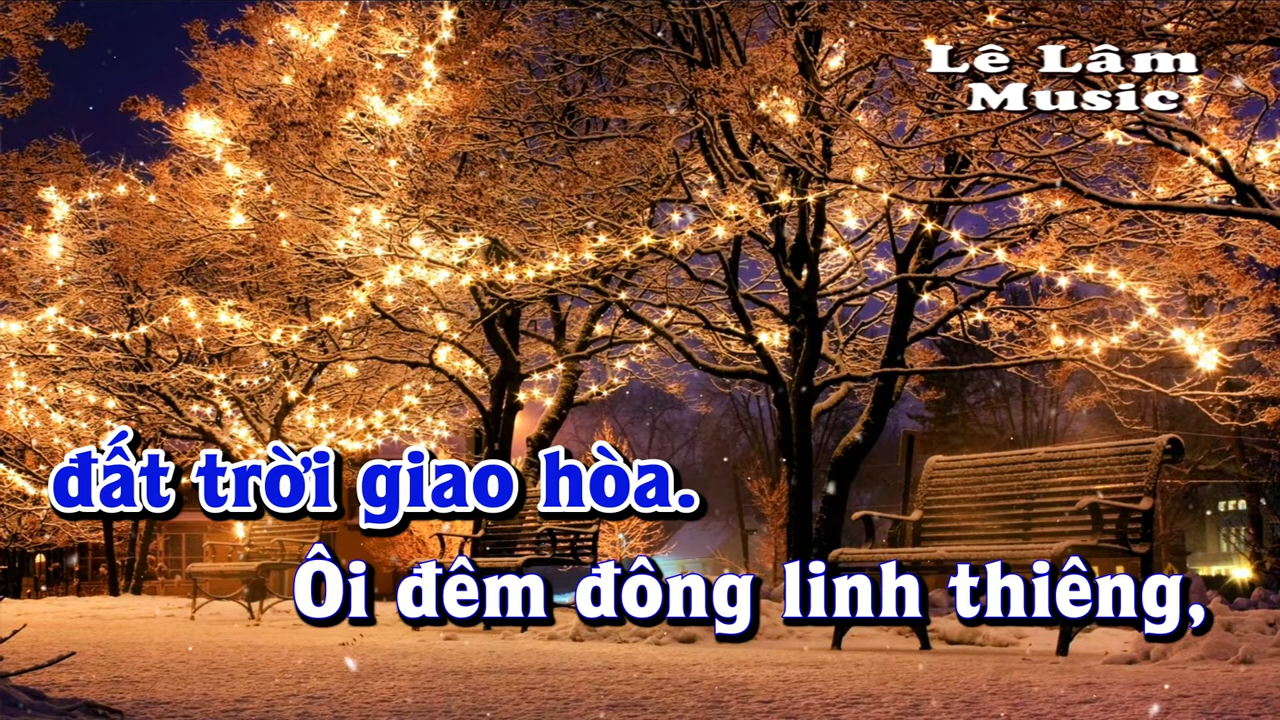 Lê Lâm
Music
đất trời giao hòa.
Ôi đêm đông linh thiêng,